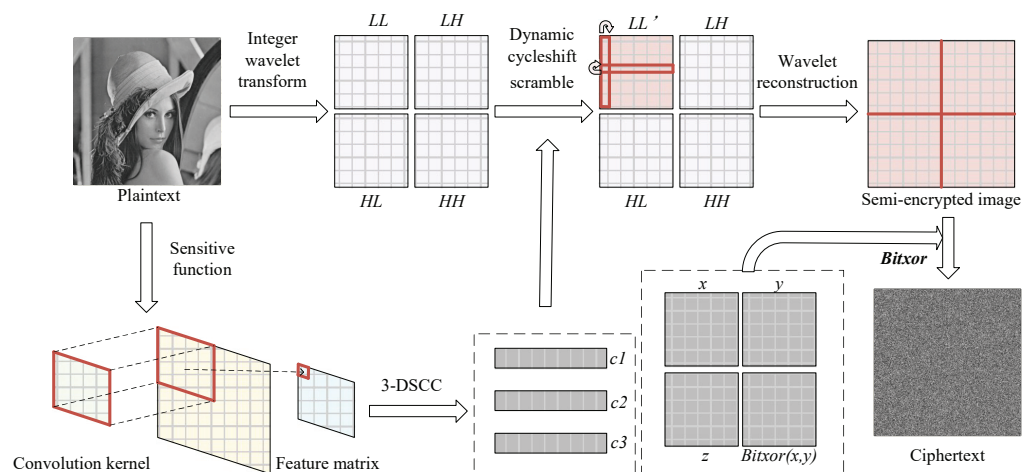 LL
LH
Integer
wavelet
transform
HL
HH
Dynamic
cycleshift
scramble
LL '
LH
HL
HH
Wavelet
reconstruction
Plaintext
Semi-encrypted image
Sensitive
function
Bitxor
x
y
z
Bitxor(x,y)
3-DSCC
c1
c2
c3
Convolution kernel
Feature matrix
Ciphertext